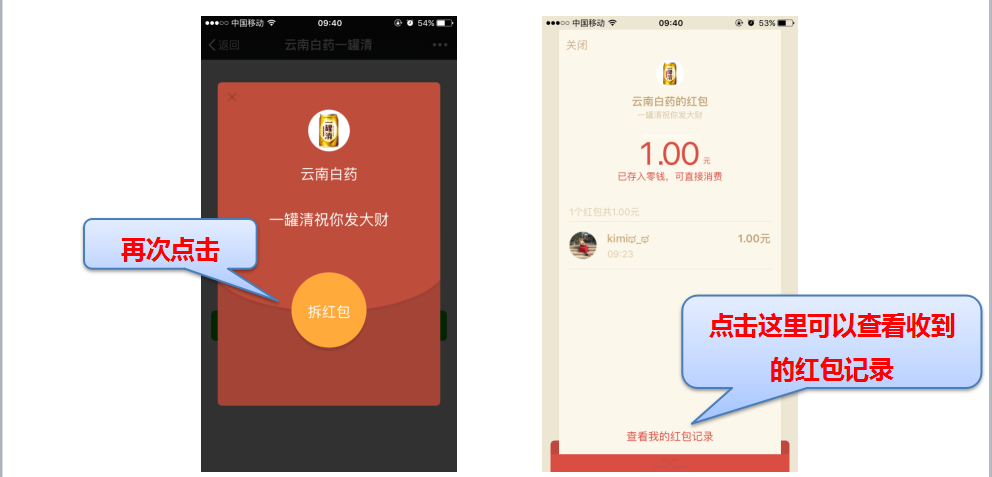 中国移动
09:40
54%
返回
云南白药一罐清
一罐清
云南白药
一罐清祝你发大财
再次点击
拆红包
中国移动
09:40
53%
关闭
云南白药的红包
一罐清祝你发大财
1.00 元
已存入零钱，可直接消费
1个红包共1.00元
kimi
1.00元
09:23
点击这里可以查看收到
的红包记录
查看我的红包记录